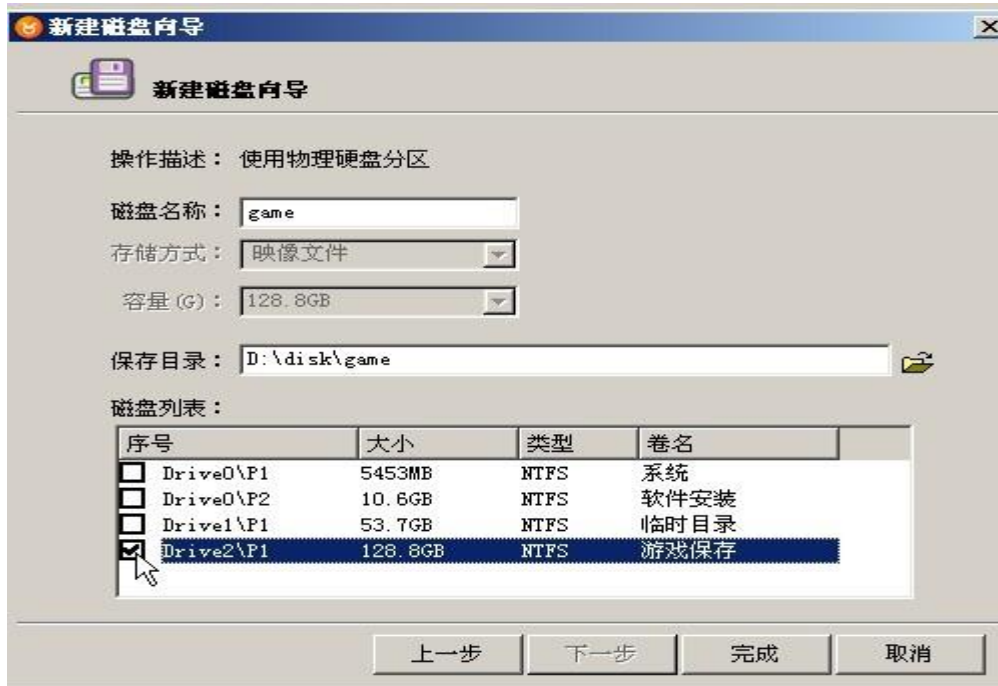 新建磁盘向导
新建磁盘向导
操作描述： 使用物理硬盘分区
磁盘名称： game
存储方式： 映像文件
容量(G)： 128.8GB
保存目录： D:\disk\game
磁盘列表：
序号 大小 类型 卷名
Drive0\P1 5453MB NTFS 系统
Drive0\P2 10.6GB NTFS 软件安装
Drive1\P1 53.7GB NTFS 临时目录
Drive2\P1 128.8GB NTFS 游戏保存
上一步 下一步 完成 取消